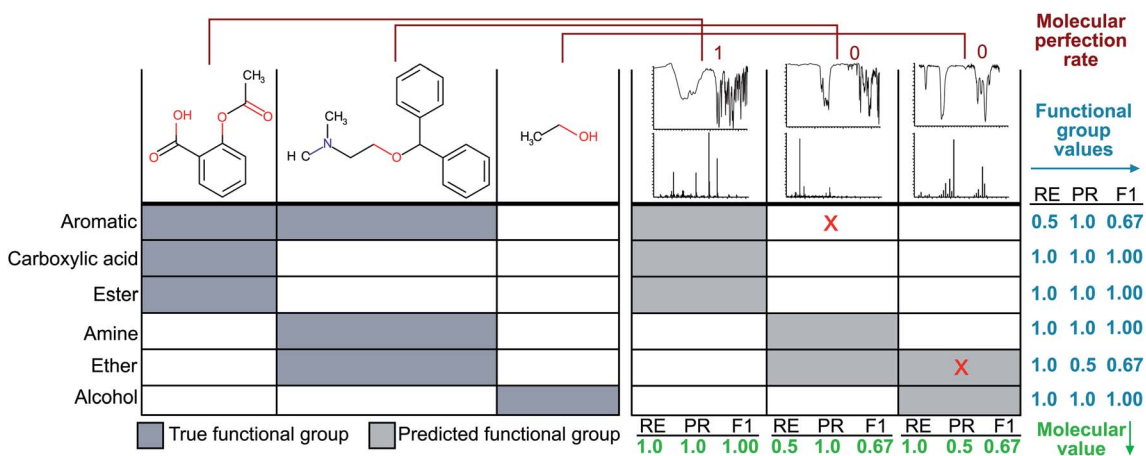 Molecular
perfection
rate
1
0
0
CH₃
OH
O
O
O
CH₃
H C
N
O
H₃C
OH
Functional
group
values
RE PR F1
Aromatic
X
0.5 1.0 0.67
Carboxylic acid
1.0 1.0 1.00
Ester
1.0 1.0 1.00
Amine
1.0 1.0 1.00
Ether
X
1.0 0.5 0.67
Alcohol
1.0 1.0 1.00
True functional group
Predicted functional group
RE PR F1 RE PR F1 RE PR F1
1.0 1.0 1.00 0.5 1.0 0.67 1.0 0.5 0.67
Molecular
value